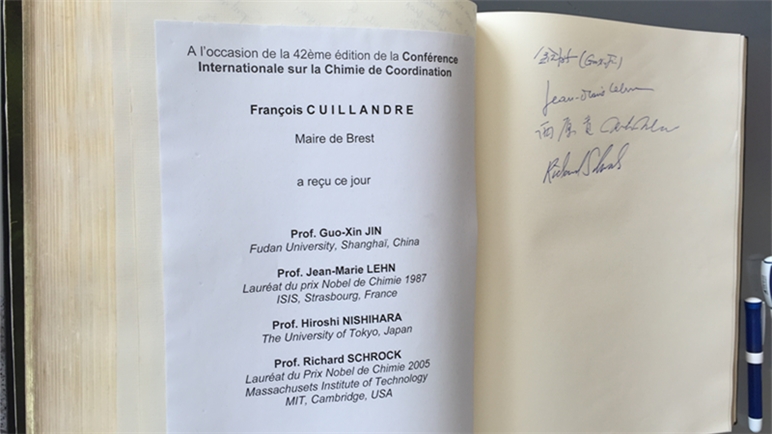 A l'occasion de la 42ème édition de la Conférence
Internationale sur la Chimie de Coordination
François CUILLANDRE
Maire de Brest
a reçu ce jour
Prof. Guo-Xin JIN
Fudan University, Shanghaï, China
Prof. Jean-Marie LEHN
Lauréat du prix Nobel de Chimie 1987
ISIS, Strasbourg, France
Prof. Hiroshi NISHIHARA
The University of Tokyo, Japan
Prof. Richard SCHROCK
Lauréat du Prix Nobel de Chimie 2005
Massachusets Institute of Technology
MIT, Cambridge, USA
Jean-Marie Lehn
Richard Schrock